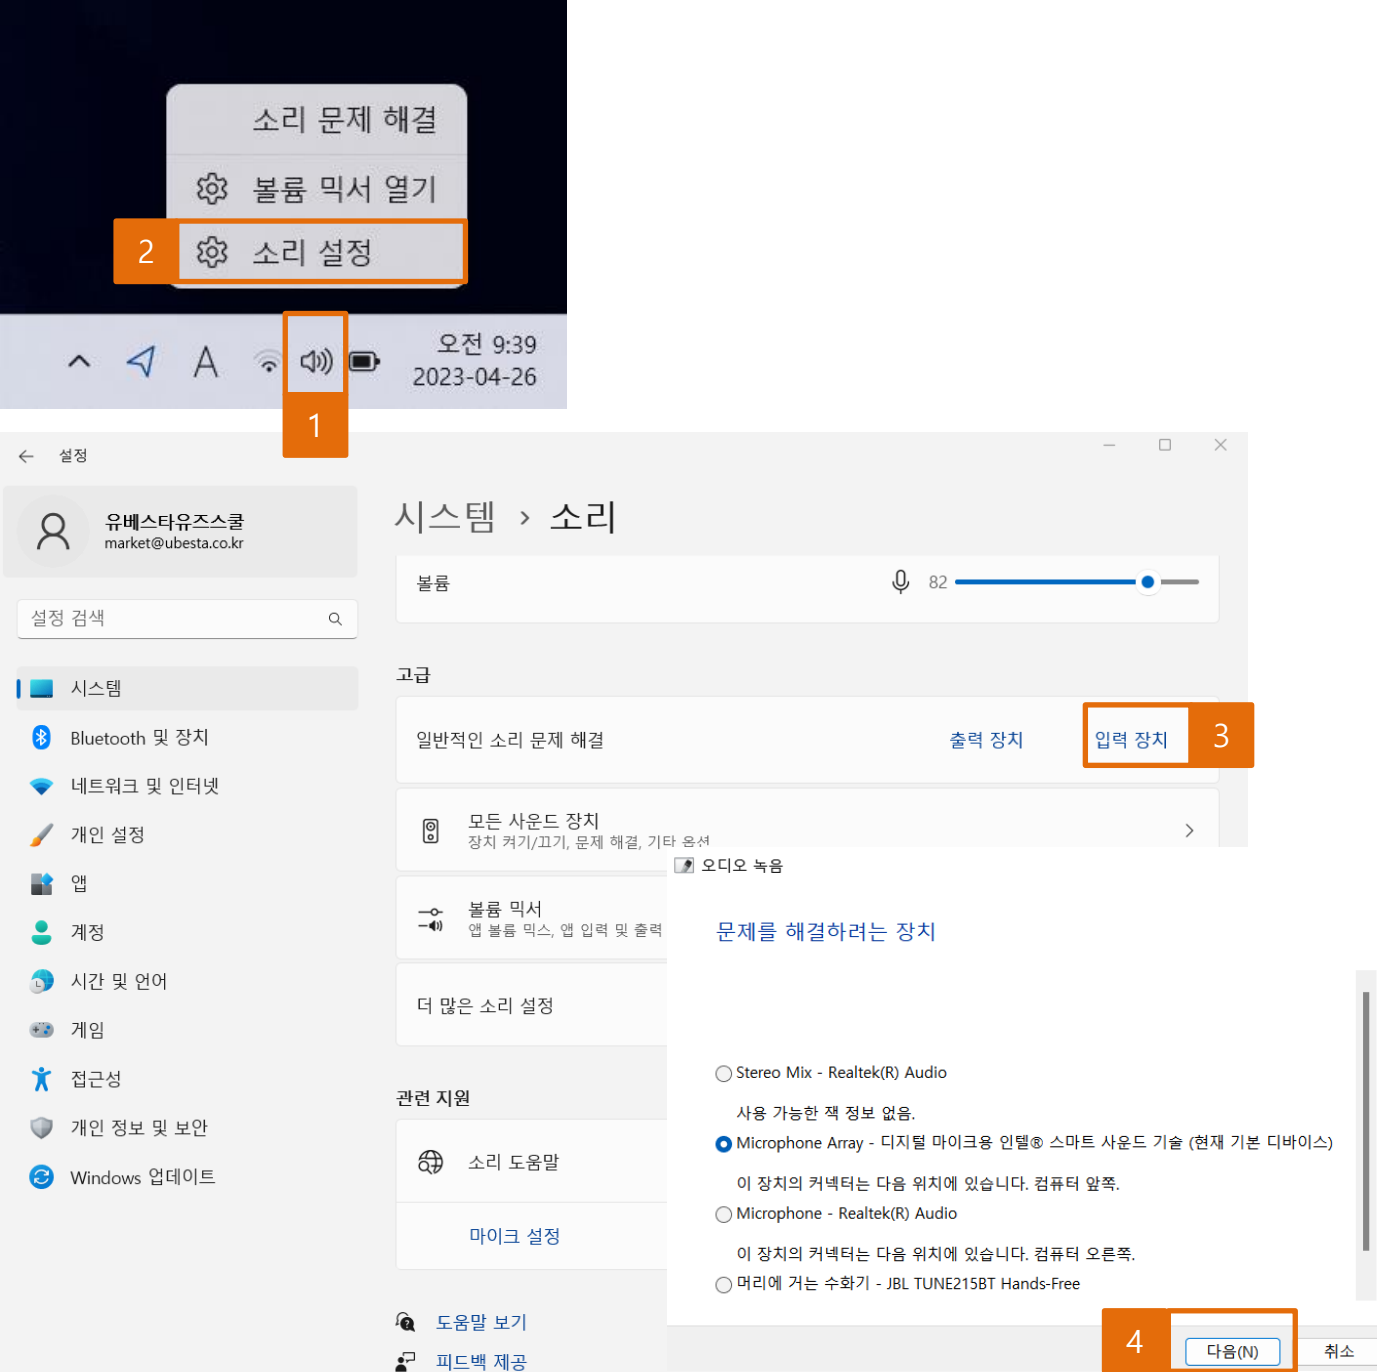 소리 문제 해결
볼륨 믹서 열기
2
소리 설정
A
오전 9:39
2023-04-26
1
설정
유베스타유즈스쿨
market@ubesta.co.kr
설정 검색
시스템
Bluetooth 및 장치
네트워크 및 인터넷
개인 설정
앱
계정
시간 및 언어
게임
접근성
개인 정보 및 보안
Windows 업데이트
시스템 › 소리
볼륨
82
고급
일반적인 소리 문제 해결
출력 장치
입력 장치
3
모든 사운드 장치
장치 켜기/끄기, 문제 해결, 기타 옵션
볼륨 믹서
앱 볼륨 믹스, 앱 입력 및 출력
더 많은 소리 설정
관련 지원
소리 도움말
마이크 설정
도움말 보기
피드백 제공
오디오 녹음
문제를 해결하려는 장치
Stereo Mix - Realtek(R) Audio
사용 가능한 잭 정보 없음.
Microphone Array - 디지털 마이크용 인텔® 스마트 사운드 기술 (현재 기본 디바이스)
이 장치의 커넥터는 다음 위치에 있습니다. 컴퓨터 앞쪽.
Microphone - Realtek(R) Audio
이 장치의 커넥터는 다음 위치에 있습니다. 컴퓨터 오른쪽.
머리에 거는 수화기 - JBL TUNE215BT Hands-Free
4
다음(N)
취소